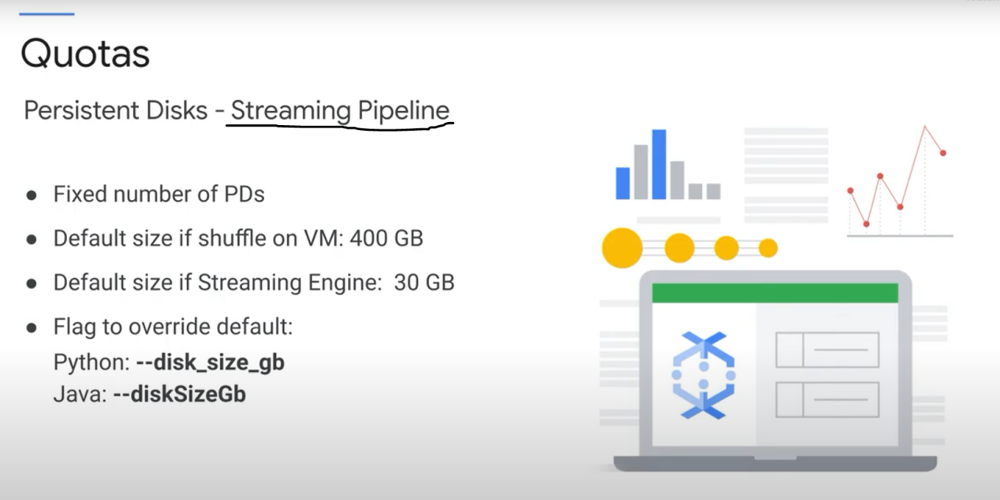 Quotas
Persistent Disks - Streaming Pipeline
● Fixed number of PDs
● Default size if shuffle on VM: 400 GB
● Default size if Streaming Engine: 30 GB
● Flag to override default:
Python: --disk_size_gb
Java: --diskSizeGb